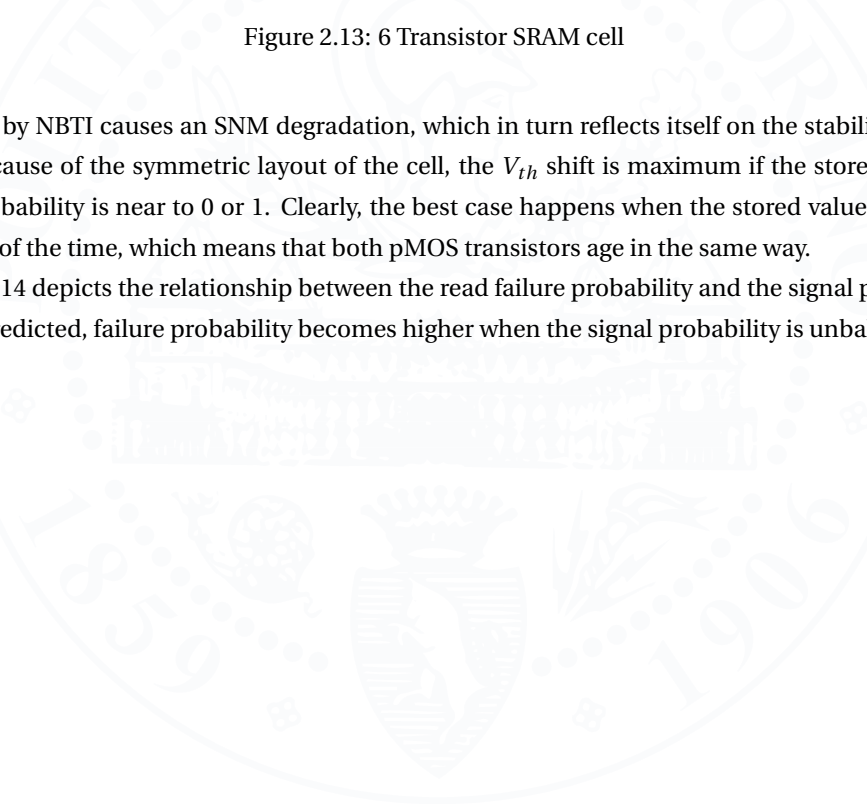 Figure 2.13: 6 Transistor SRAM cell
by NBTI causes an SNM degradation, which in turn reflects itself on the stabili
cause of the symmetric layout of the cell, the V_th shift is maximum if the store
bability is near to 0 or 1. Clearly, the best case happens when the stored value
of the time, which means that both pMOS transistors age in the same way.
14 depicts the relationship between the read failure probability and the signal p
redicted, failure probability becomes higher when the signal probability is unba
1859
1906